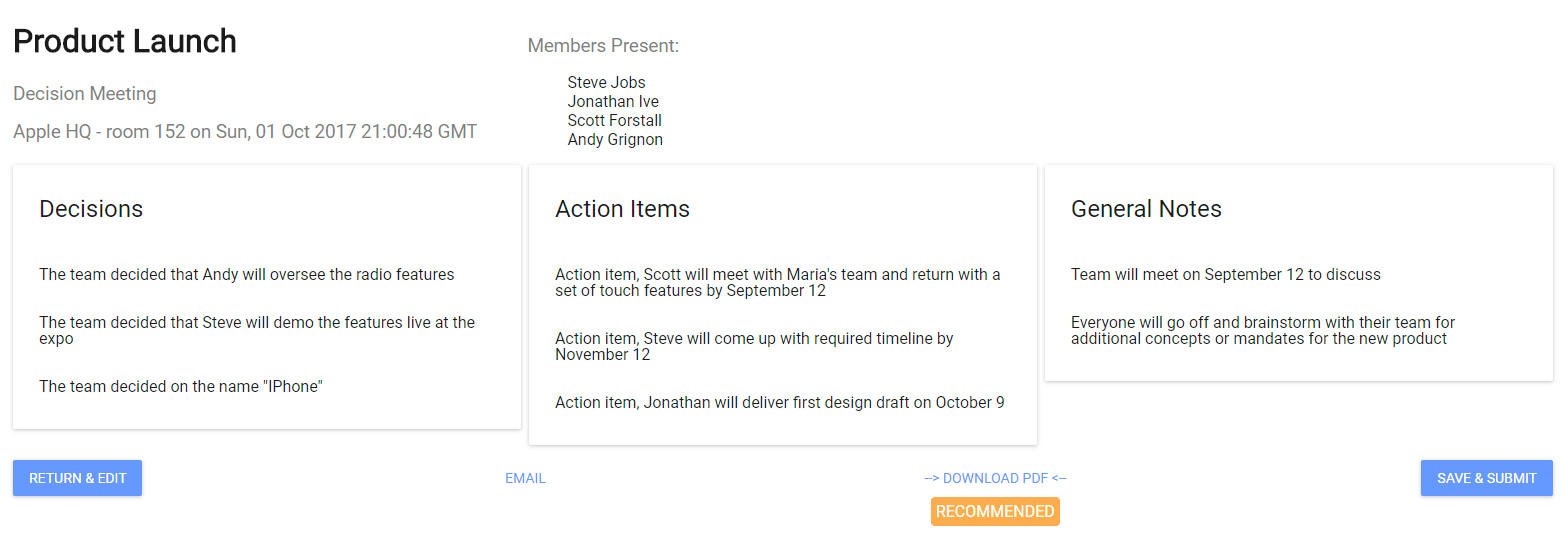 Product Launch
Decision Meeting
Apple HQ - room 152 on Sun, 01 Oct 2017 21:00:48 GMT
Members Present:
Steve Jobs
Jonathan Ive
Scott Forstall
Andy Grignon
Decisions
The team decided that Andy will oversee the radio features
The team decided that Steve will demo the features live at the
expo
The team decided on the name "IPhone"
Action Items
Action item, Scott will meet with Maria's team and return with a
set of touch features by September 12
Action item, Steve will come up with required timeline by
November 12
Action item, Jonathan will deliver first design draft on October 9
General Notes
Team will meet on September 12 to discuss
Everyone will go off and brainstorm with their team for
additional concepts or mandates for the new product
RETURN & EDIT
EMAIL
--> DOWNLOAD PDF <--
RECOMMENDED
SAVE & SUBMIT